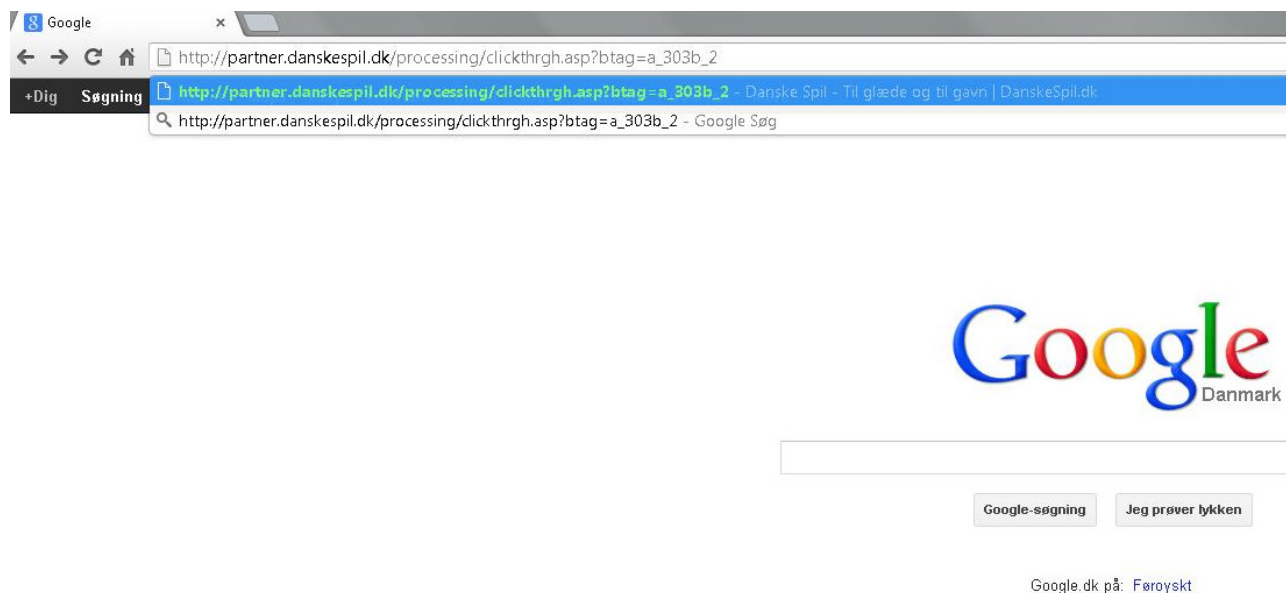 Google
http://partner.danskespil.dk/processing/clickthrgh.asp?btag=a_303b_2
+Dig Søgning
http://partner.danskespil.dk/processing/clickthrgh.asp?btag=a_303b_2 - Danske Spil - Til glæde og til gavn | DanskeSpil.dk
http://partner.danskespil.dk/processing/clickthrgh.asp?btag=a_303b_2 - Google Søg
Google
Danmark
Google-søgning Jeg prøver lykken
Google.dk på: Føroyskt